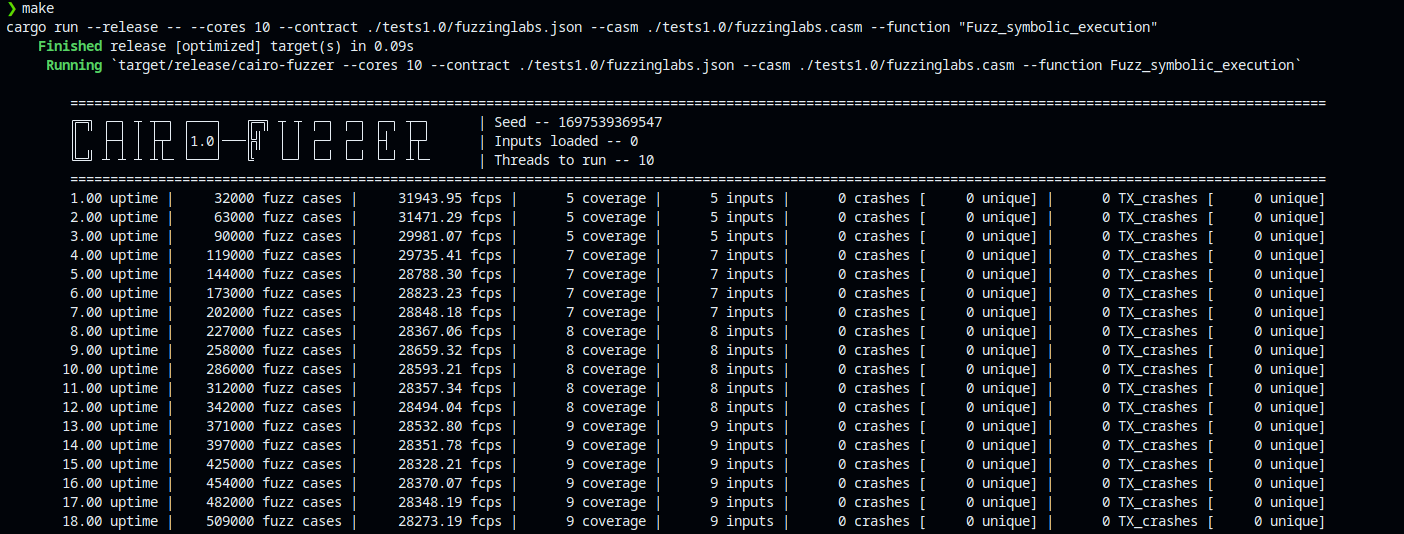 ❯ make
cargo run --release -- --cores 10 --contract ./tests1.0/fuzzinglabs.json --casm ./tests1.0/fuzzinglabs.casm --function "Fuzz_symbolic_execution"
    Finished release [optimized] target(s) in 0.09s
     Running `target/release/cairo-fuzzer --cores 10 --contract ./tests1.0/fuzzinglabs.json --casm ./tests1.0/fuzzinglabs.casm --function Fuzz_symbolic_execution`
CAIRO 1.0-FUZZER
| Seed -- 1697539369547
| Inputs loaded -- 0
| Threads to run -- 10
1.00 uptime | 32000 fuzz cases | 31943.95 fcps | 5 coverage | 5 inputs | 0 crashes [ 0 unique] | 0 TX_crashes [ 0 unique]
2.00 uptime | 63000 fuzz cases | 31471.29 fcps | 5 coverage | 5 inputs | 0 crashes [ 0 unique] | 0 TX_crashes [ 0 unique]
3.00 uptime | 90000 fuzz cases | 29981.07 fcps | 5 coverage | 5 inputs | 0 crashes [ 0 unique] | 0 TX_crashes [ 0 unique]
4.00 uptime | 119000 fuzz cases | 29735.41 fcps | 7 coverage | 7 inputs | 0 crashes [ 0 unique] | 0 TX_crashes [ 0 unique]
5.00 uptime | 144000 fuzz cases | 28788.30 fcps | 7 coverage | 7 inputs | 0 crashes [ 0 unique] | 0 TX_crashes [ 0 unique]
6.00 uptime | 173000 fuzz cases | 28823.23 fcps | 7 coverage | 7 inputs | 0 crashes [ 0 unique] | 0 TX_crashes [ 0 unique]
7.00 uptime | 202000 fuzz cases | 28848.18 fcps | 7 coverage | 7 inputs | 0 crashes [ 0 unique] | 0 TX_crashes [ 0 unique]
8.00 uptime | 227000 fuzz cases | 28367.06 fcps | 8 coverage | 8 inputs | 0 crashes [ 0 unique] | 0 TX_crashes [ 0 unique]
9.00 uptime | 258000 fuzz cases | 28659.32 fcps | 8 coverage | 8 inputs | 0 crashes [ 0 unique] | 0 TX_crashes [ 0 unique]
10.00 uptime | 286000 fuzz cases | 28593.21 fcps | 8 coverage | 8 inputs | 0 crashes [ 0 unique] | 0 TX_crashes [ 0 unique]
11.00 uptime | 312000 fuzz cases | 28357.34 fcps | 8 coverage | 8 inputs | 0 crashes [ 0 unique] | 0 TX_crashes [ 0 unique]
12.00 uptime | 342000 fuzz cases | 28494.04 fcps | 8 coverage | 8 inputs | 0 crashes [ 0 unique] | 0 TX_crashes [ 0 unique]
13.00 uptime | 371000 fuzz cases | 28532.80 fcps | 9 coverage | 9 inputs | 0 crashes [ 0 unique] | 0 TX_crashes [ 0 unique]
14.00 uptime | 397000 fuzz cases | 28351.78 fcps | 9 coverage | 9 inputs | 0 crashes [ 0 unique] | 0 TX_crashes [ 0 unique]
15.00 uptime | 425000 fuzz cases | 28328.21 fcps | 9 coverage | 9 inputs | 0 crashes [ 0 unique] | 0 TX_crashes [ 0 unique]
16.00 uptime | 454000 fuzz cases | 28370.07 fcps | 9 coverage | 9 inputs | 0 crashes [ 0 unique] | 0 TX_crashes [ 0 unique]
17.00 uptime | 482000 fuzz cases | 28348.19 fcps | 9 coverage | 9 inputs | 0 crashes [ 0 unique] | 0 TX_crashes [ 0 unique]
18.00 uptime | 509000 fuzz cases | 28273.19 fcps | 9 coverage | 9 inputs | 0 crashes [ 0 unique] | 0 TX_crashes [ 0 unique]